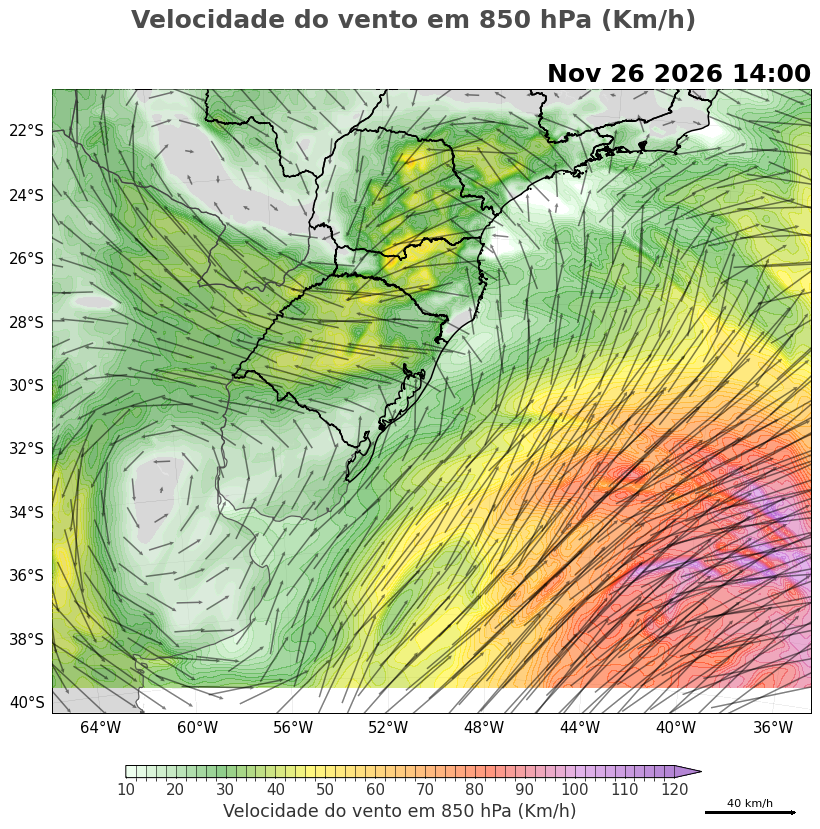 Velocidade do vento em 850 hPa (Km/h)
Nov 26 2026 14:00
22°S
24°S
26°S
28°S
30°S
32°S
34°S
36°S
38°S
40°S
64°W 60°W 56°W 52°W 48°W 44°W 40°W 36°W
10 20 30 40 50 60 70 80 90 100 110 120
Velocidade do vento em 850 hPa (Km/h)
40 km/h